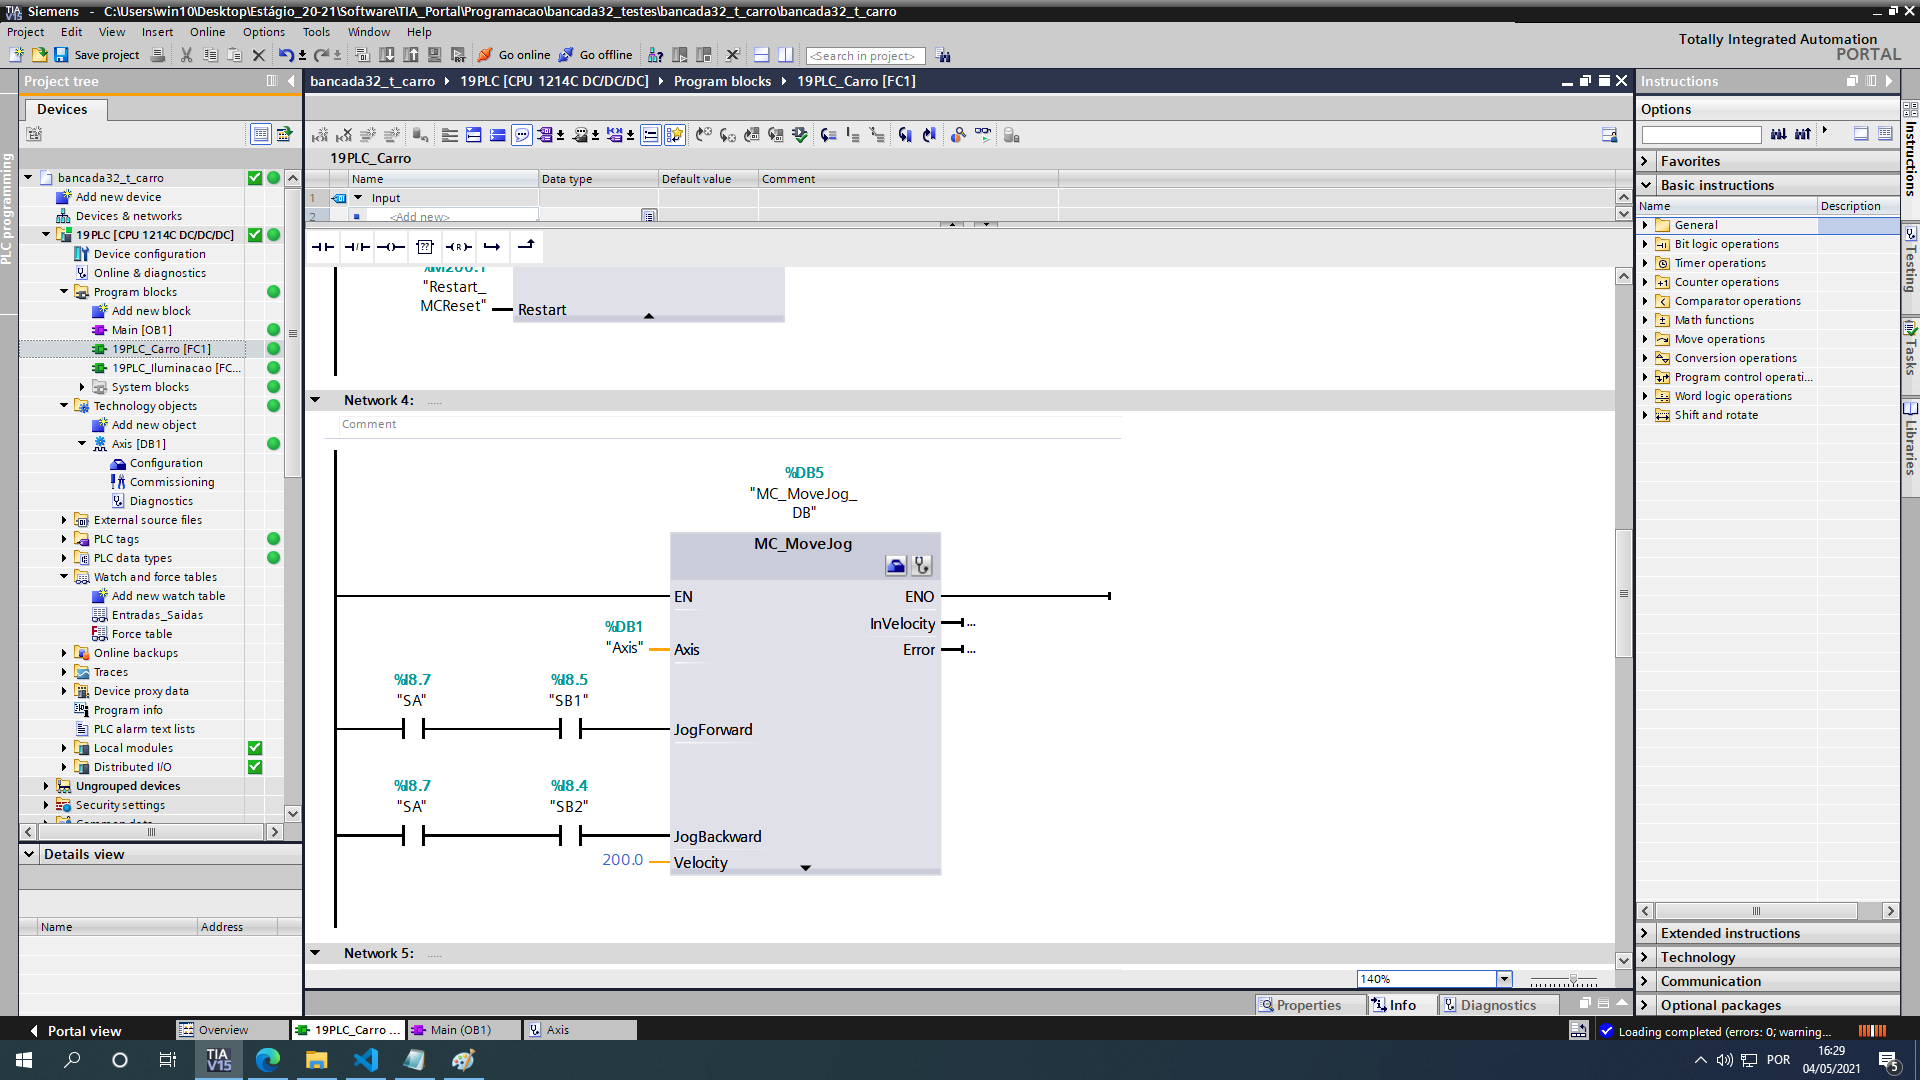 Siemens - C:\Users\win10\Desktop\Estágio_20-21\Software\TIA_Portal\Programacao\bancada32_testes\bancada32_t_carro\bancada32_t_carro
Project Edit View Insert Online Options Tools Window Help
Totally Integrated Automation
PORTAL
Save project Go online Go offline <Search in project>
Project tree
bancada32_t_carro 19PLC [CPU 1214C DC/DC/DC] Program blocks 19PLC_Carro [FC1]
Instructions
Devices
Options
PLC programming
19PLC_Carro
Name Data type Default value Comment
1 Input
2 <Add new>
bancada32_t_carro
Add new device
Devices & networks
19PLC [CPU 1214C DC/DC/DC]
Device configuration
Online & diagnostics
Program blocks
Add new block
Main [OB1]
19PLC_Carro [FC1]
19PLC_Iluminacao [FC...
System blocks
Technology objects
Add new object
Axis [DB1]
Configuration
Commissioning
Diagnostics
External source files
PLC tags
PLC data types
Watch and force tables
Add new watch table
Entradas_Saidas
Force table
Online backups
Traces
Device proxy data
Program info
PLC alarm text lists
Local modules
Distributed I/O
Ungrouped devices
Security settings
Common data
Details view
Name Address
%M200.1
"Restart_
MCReset"
Restart
Network 4: .....
Comment
%DB5
"MC_MoveJog_
DB"
MC_MoveJog
EN ENO
InVelocity ...
%DB1
"Axis" Axis
Error ...
%I8.7 %I8.5
"SA" "SB1"
JogForward
%I8.7 %I8.4
"SA" "SB2"
JogBackward
200.0 Velocity
Network 5: .....
140%
Properties Info Diagnostics
Favorites
Basic instructions
Name Description
General
Bit logic operations
Timer operations
Counter operations
Comparator operations
Math functions
Move operations
Conversion operations
Program control operati...
Word logic operations
Shift and rotate
Extended instructions
Technology
Communication
Optional packages
Instructions
Testing
Tasks
Libraries
Portal view Overview 19PLC_Carro ... Main (OB1) Axis
Loading completed (errors: 0; warning...
TIA
V15
POR
16:29
04/05/2021
5